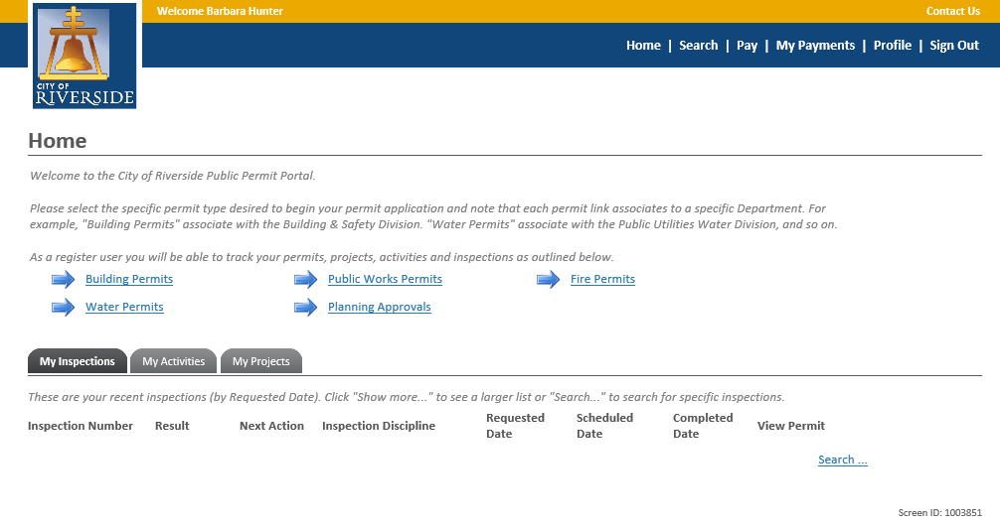 Welcome Barbara Hunter
Contact Us
Home | Search | Pay | My Payments | Profile | Sign Out
CITY OF
RIVERSIDE
Home
Welcome to the City of Riverside Public Permit Portal.
Please select the specific permit type desired to begin your permit application and note that each permit link associates to a specific Department. For
example, "Building Permits" associate with the Building & Safety Division. "Water Permits" associate with the Public Utilities Water Division, and so on.
As a register user you will be able to track your permits, projects, activities and inspections as outlined below.
Building Permits
Public Works Permits
Fire Permits
Water Permits
Planning Approvals
My Inspections
My Activities
My Projects
These are your recent inspections (by Requested Date). Click "Show more..." to see a larger list or "Search..." to search for specific inspections.
Inspection Number
Result
Next Action
Inspection Discipline
Requested
Date
Scheduled
Date
Completed
Date
View Permit
Search ...
Screen ID: 1003851